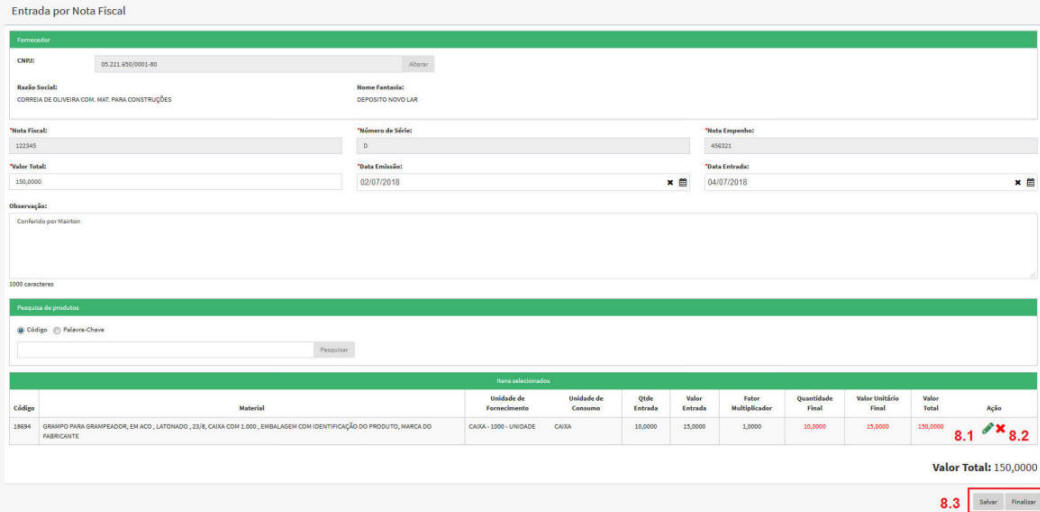 Entrada por Nota Fiscal
Fornecedor
CNPJ: 05.221.650/0001-80 Alterar
Razão Social: Nome Fantasia:
CORREIA DE OLIVEIRA COM. MAT. PARA CONSTRUÇÕES DEPOSITO NOVO LAR
*Nota Fiscal: *Número de Série: *Nota Empenho:
122345 D 456321
*Valor Total: *Data Emissão: *Data Entrada:
150,0000 02/07/2018 04/07/2018
Observação:
Conferido por Mairton
1000 caracteres
Pesquisa de produtos
Código Palavra-Chave
Pesquisar
Itens selecionados
Código Material Unidade de Fornecimento Unidade de Consumo Qtde Entrada Valor Entrada Fator Multiplicador Quantidade Final Valor Unitário Final Valor Total Ação
18694 GRAMPO PARA GRAMPEADOR, EM ACO , LATONADO , 23/8, CAIXA COM 1.000 , EMBALAGEM COM IDENTIFICAÇÃO DO PRODUTO, MARCA DO CAIXA - 1000 - UNIDADE CAIXA 10,0000 15,0000 1,0000 10,0000 15,0000 150,0000 8.1 8.2
FABRICANTE
Valor Total: 150,0000
8.3 Salvar Finalizar